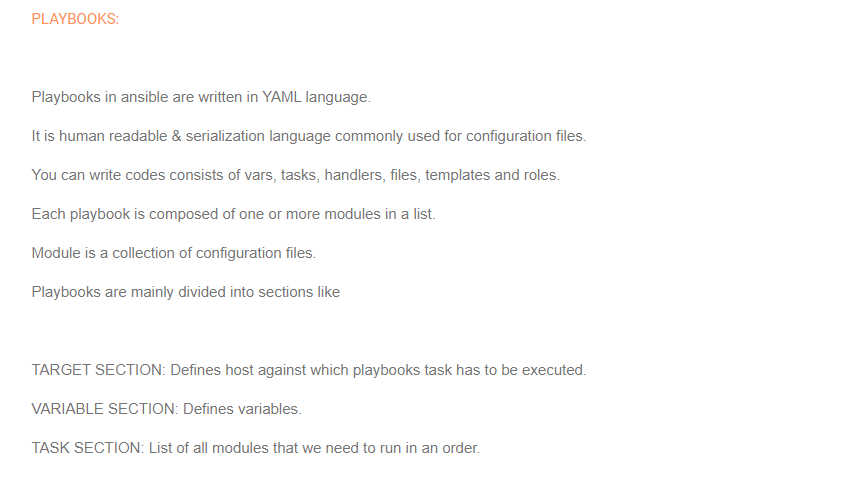 PLAYBOOKS:
Playbooks in ansible are written in YAML language.
It is human readable & serialization language commonly used for configuration files.
You can write codes consists of vars, tasks, handlers, files, templates and roles.
Each playbook is composed of one or more modules in a list.
Module is a collection of configuration files.
Playbooks are mainly divided into sections like
TARGET SECTION: Defines host against which playbooks task has to be executed.
VARIABLE SECTION: Defines variables.
TASK SECTION: List of all modules that we need to run in an order.